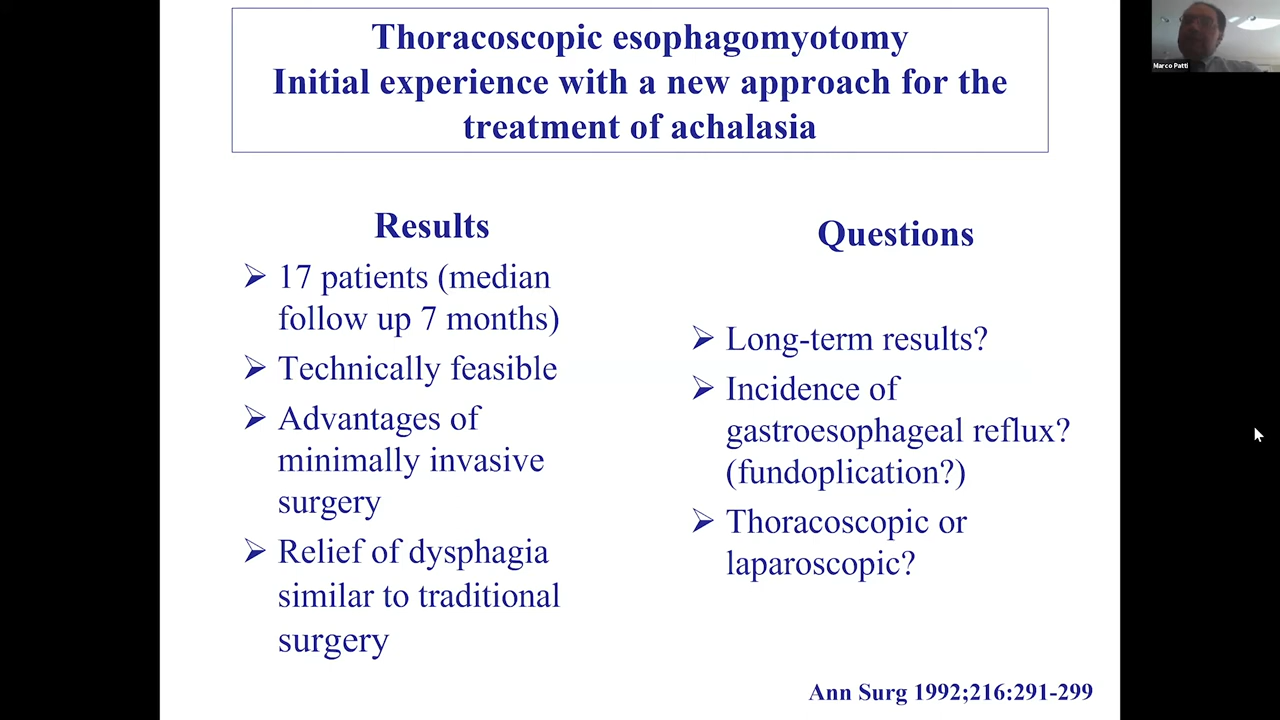 Thoracoscopic esophagomyotomy
Initial experience with a new approach for the
treatment of achalasia
Marco Patti
Results
➢ 17 patients (median
follow up 7 months)
➢ Technically feasible
➢ Advantages of
minimally invasive
surgery
➢ Relief of dysphagia
similar to traditional
surgery
Questions
➢ Long-term results?
➢ Incidence of
gastroesophageal reflux?
(fundoplication?)
➢ Thoracoscopic or
laparoscopic?
Ann Surg 1992;216:291-299